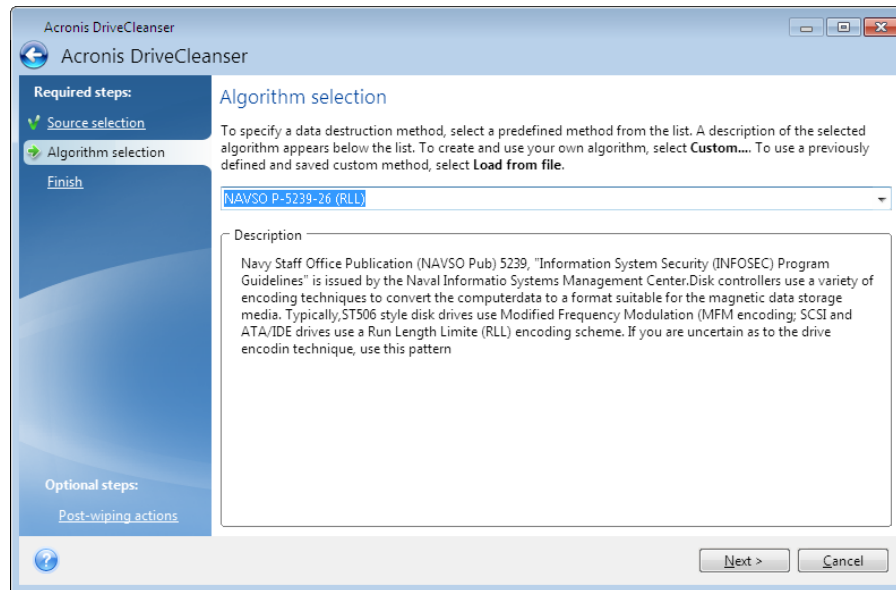 Acronis DriveCleanser
Acronis DriveCleanser
Required steps:
Source selection
Algorithm selection
Finish
Optional steps:
Post-wiping actions
Algorithm selection
To specify a data destruction method, select a predefined method from the list. A description of the selected
algorithm appears below the list. To create and use your own algorithm, select Custom.... To use a previously
defined and saved custom method, select Load from file.
NAVSO P-5239-26 (RLL)
Description
Navy Staff Office Publication (NAVSO Pub) 5239, "Information System Security (INFOSEC) Program
Guidelines" is issued by the Naval Informatio Systems Management Center.Disk controllers use a variety of
encoding techniques to convert the computerdata to a format suitable for the magnetic data storage
media. Typically,ST506 style disk drives use Modified Frequency Modulation (MFM encoding; SCSI and
ATA/IDE drives use a Run Length Limite (RLL) encoding scheme. If you are uncertain as to the drive
encodin technique, use this pattern
Next >
Cancel